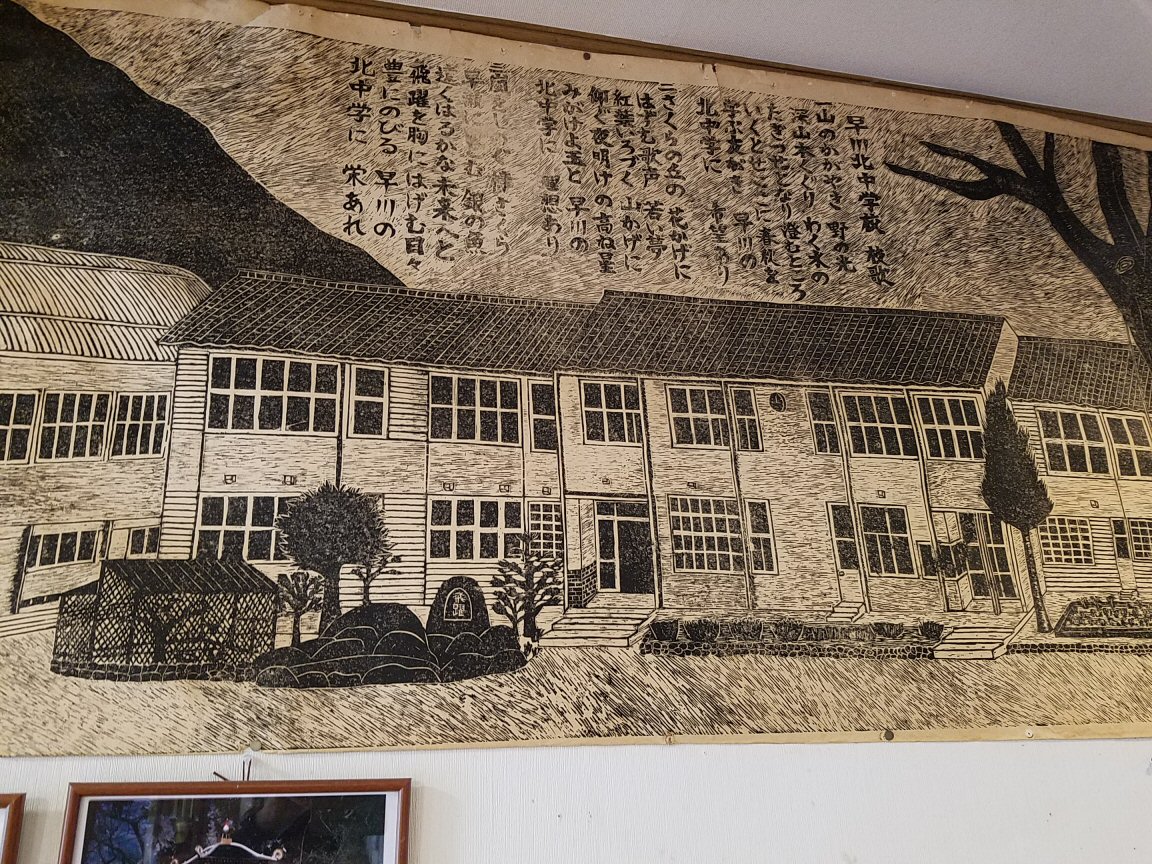 早川北中学校 校歌
一 山のかがやき 野の光
深山木くぐり わく水の
たぎつせとなり 澄むところ
いくとせここに 春秋を
学ぶ友がき 早川の
北中学に 希望あり
二 さくらの丘の 花かげに
はずむ歌声 若い夢
紅葉いろづく 山かげに
仰ぐ夜明けの 高ね星
みがけよ玉と 早川の
北中学に 理想あり
三
早瀬に 銀の魚
遠くはるかな 未来へと
飛躍を胸に はげむ日々
豊にのびる 早川の
北中学に 栄あれ
飛躍